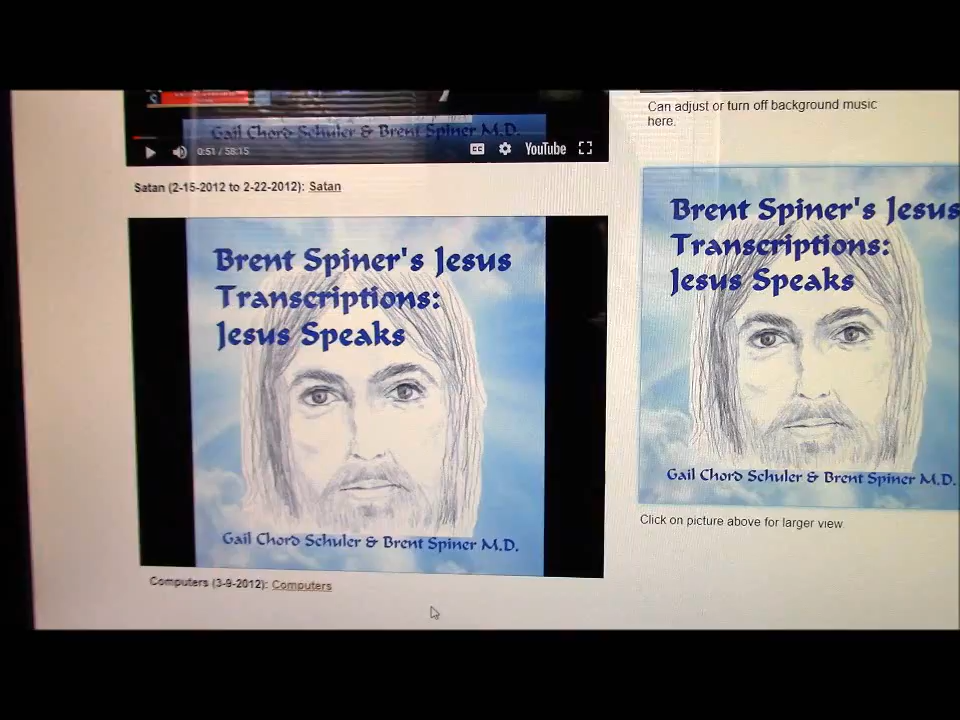 Gail Chord Schuler & Brent Spiner M.D.
0:51 / 58:15
CC
YouTube
Satan (2-15-2012 to 2-22-2012): Satan
Brent Spiner's Jesus
Transcriptions:
Jesus Speaks
Gail Chord Schuler & Brent Spiner M.D.
Computers (3-9-2012): Computers
Can adjust or turn off background music
here.
Brent Spiner's Jesus
Transcriptions:
Jesus Speaks
Gail Chord Schuler & Brent Spiner M.D.
Click on picture above for larger view.